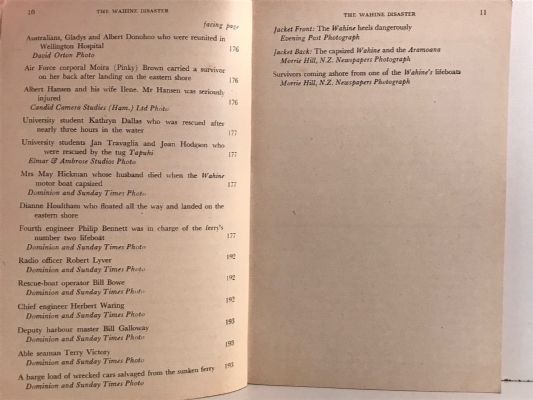 10 THE WAHINE DISASTER
facing page
Australians, Gladys and Albert Donohoo who were reunited in
Wellington Hospital 176
David Orton Photo
Air Force corporal Moira (Pinky) Brown carried a survivor
on her back after landing on the eastern shore 176
Albert Hansen and his wife Ilene. Mr Hansen was seriously
injured 176
Candid Camera Studies (Ham.) Ltd Photo
University student Kathryn Dallas who was rescued after
nearly three hours in the water 177
University students Jan Travaglia and Joan Hodgson who
were rescued by the tug Tapuhi 177
Elmar & Ambrose Studios Photo
Mrs May Hickman whose husband died when the Wahine
motor boat capsized 177
Dominion and Sunday Times Photo
Dianne Houltham who floated all the way and landed on the
eastern shore
Fourth engineer Philip Bennett was in charge of the ferry's
number two lifeboat 177
Dominion and Sunday Times Photo
Radio officer Robert Lyver 192
Dominion and Sunday Times Photo
Rescue-boat operator Bill Bowe 192
Dominion and Sunday Times Photo
Chief engineer Herbert Waring 192
Dominion and Sunday Times Photo
Deputy harbour master Bill Galloway 193
Dominion and Sunday Times Photo
Able seaman Terry Victory 193
Dominion and Sunday Times Photo
A barge load of wrecked cars salvaged from the sunken ferry 193
Dominion and Sunday Times Photo
THE WAHINE DISASTER 11
Jacket Front: The Wahine heels dangerously
Evening Post Photograph
Jacket Back: The capsized Wahine and the Aramoana
Morrie Hill, N.Z. Newspapers Photograph
Survivors coming ashore from one of the Wahine's lifeboats
Morrie Hill, N.Z. Newspapers Photograph